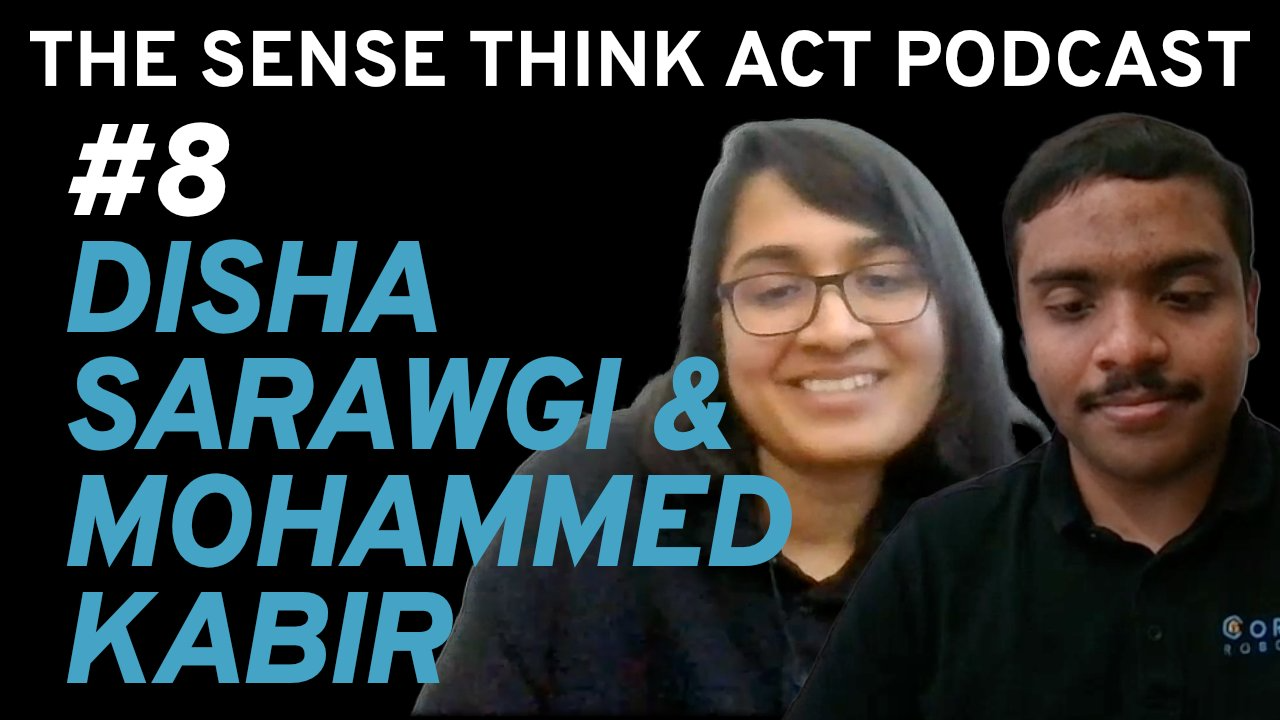 THE SENSE THINK ACT PODCAST
#8
DISHA
SARAWGI &
MOHAMMED
KABIR